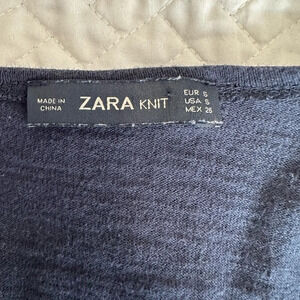 MADE IN
CHINA
ZARA KNIT
EUR S
USA S
MEX 26